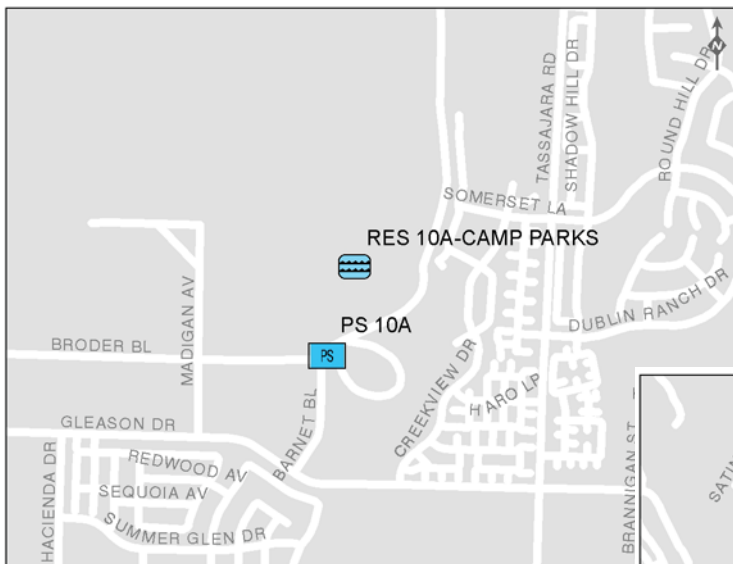 N
TASSAJARA RD
SHADOW HILL DR
ROUND HILL DR
SOMERSET LA
RES 10A-CAMP PARKS
MADIGAN AV
PS 10A
DUBLIN RANCH DR
BRODER BL
PS
CREEKVIEW DR
HARO LP
BARNET BL
GLEASON DR
REDWOOD AV
HACIENDA DR
SEQUOIA AV
SUMMER GLEN DR
BRANNIGAN ST
SATIN